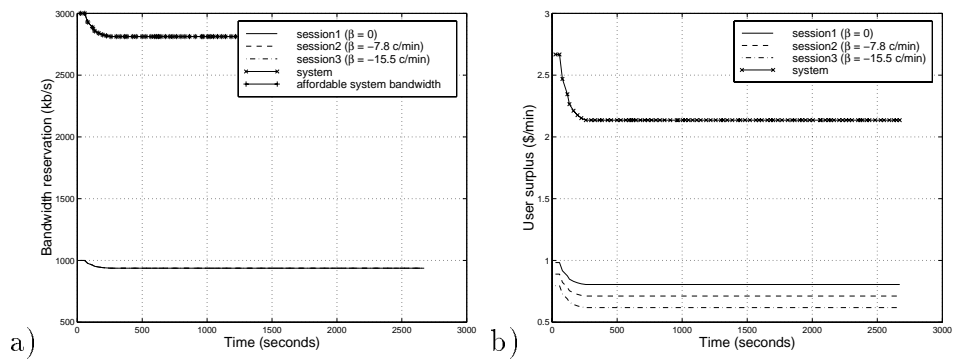 3000
2500
2000
1500
1000
500
0
500
1000
1500
2000
2500
3000
Bandwidth reservation (kb/s)
Time (seconds)
session1 (β = 0)
session2 (β = −7.8 c/min)
session3 (β = −15.5 c/min)
system
affordable system bandwidth
a)
3
2.5
2
1.5
1
0.5
0
500
1000
1500
2000
2500
3000
User surplus ($/min)
Time (seconds)
session1 (β = 0)
session2 (β = −7.8 c/min)
session3 (β = −15.5 c/min)
system
b)